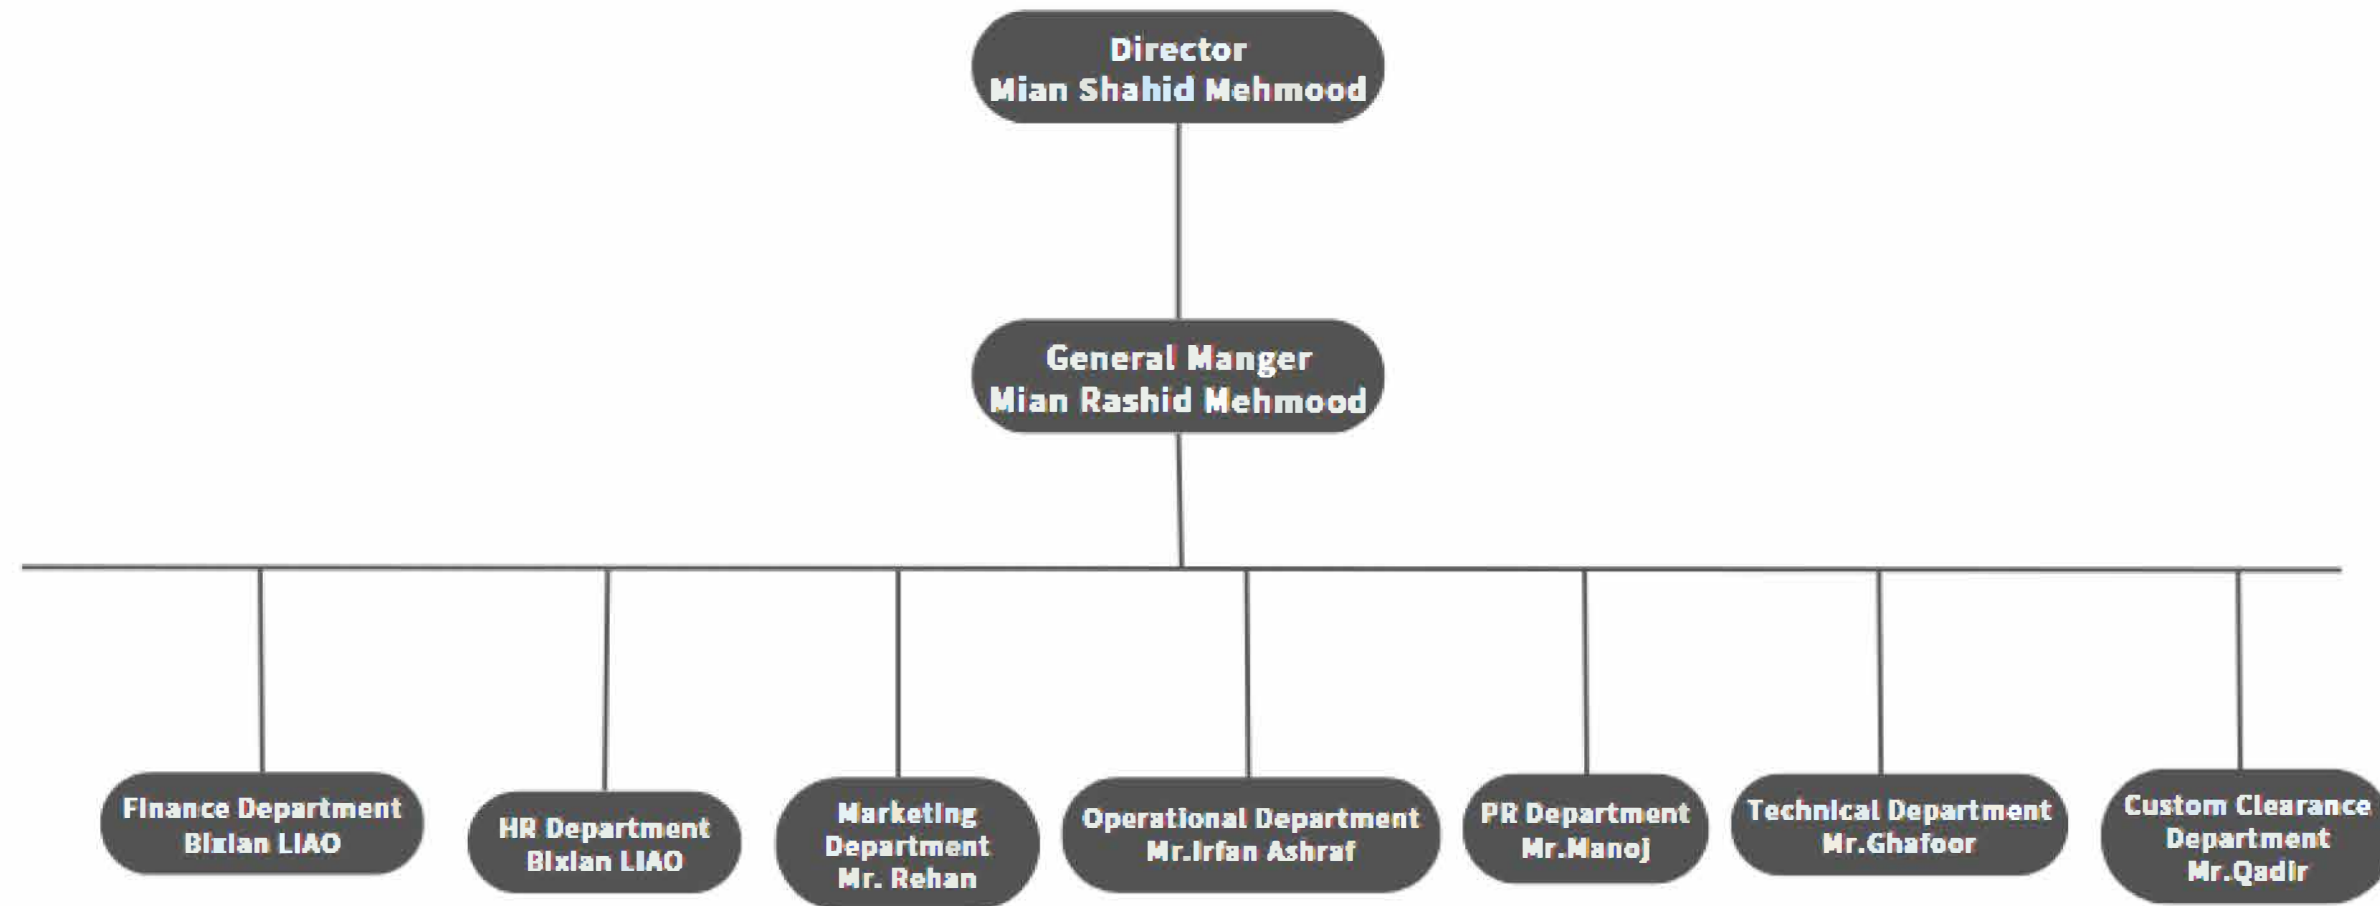 Director
Mian Shahid Mehmood
General Manger
Mian Rashid Mehmood
Finance Department
Bixian LIAO
HR Department
Bixian LIAO
Marketing
Department
Mr. Rehan
Operational Department
Mr.Irfan Ashraf
PR Department
Mr.Manoj
Technical Department
Mr.Ghafoor
Custom Clearance
Department
Mr.Qadir